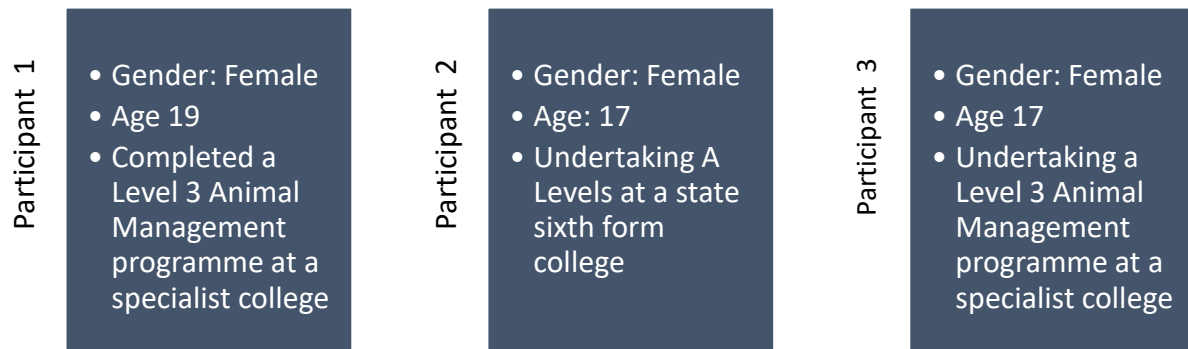 Participant 1
• Gender: Female
• Age 19
• Completed a
Level 3 Animal
Management
programme at a
specialist college
Participant 2
• Gender: Female
• Age: 17
• Undertaking A
Levels at a state
sixth form
college
Participant 3
• Gender: Female
• Age 17
• Undertaking a
Level 3 Animal
Management
programme at a
specialist college